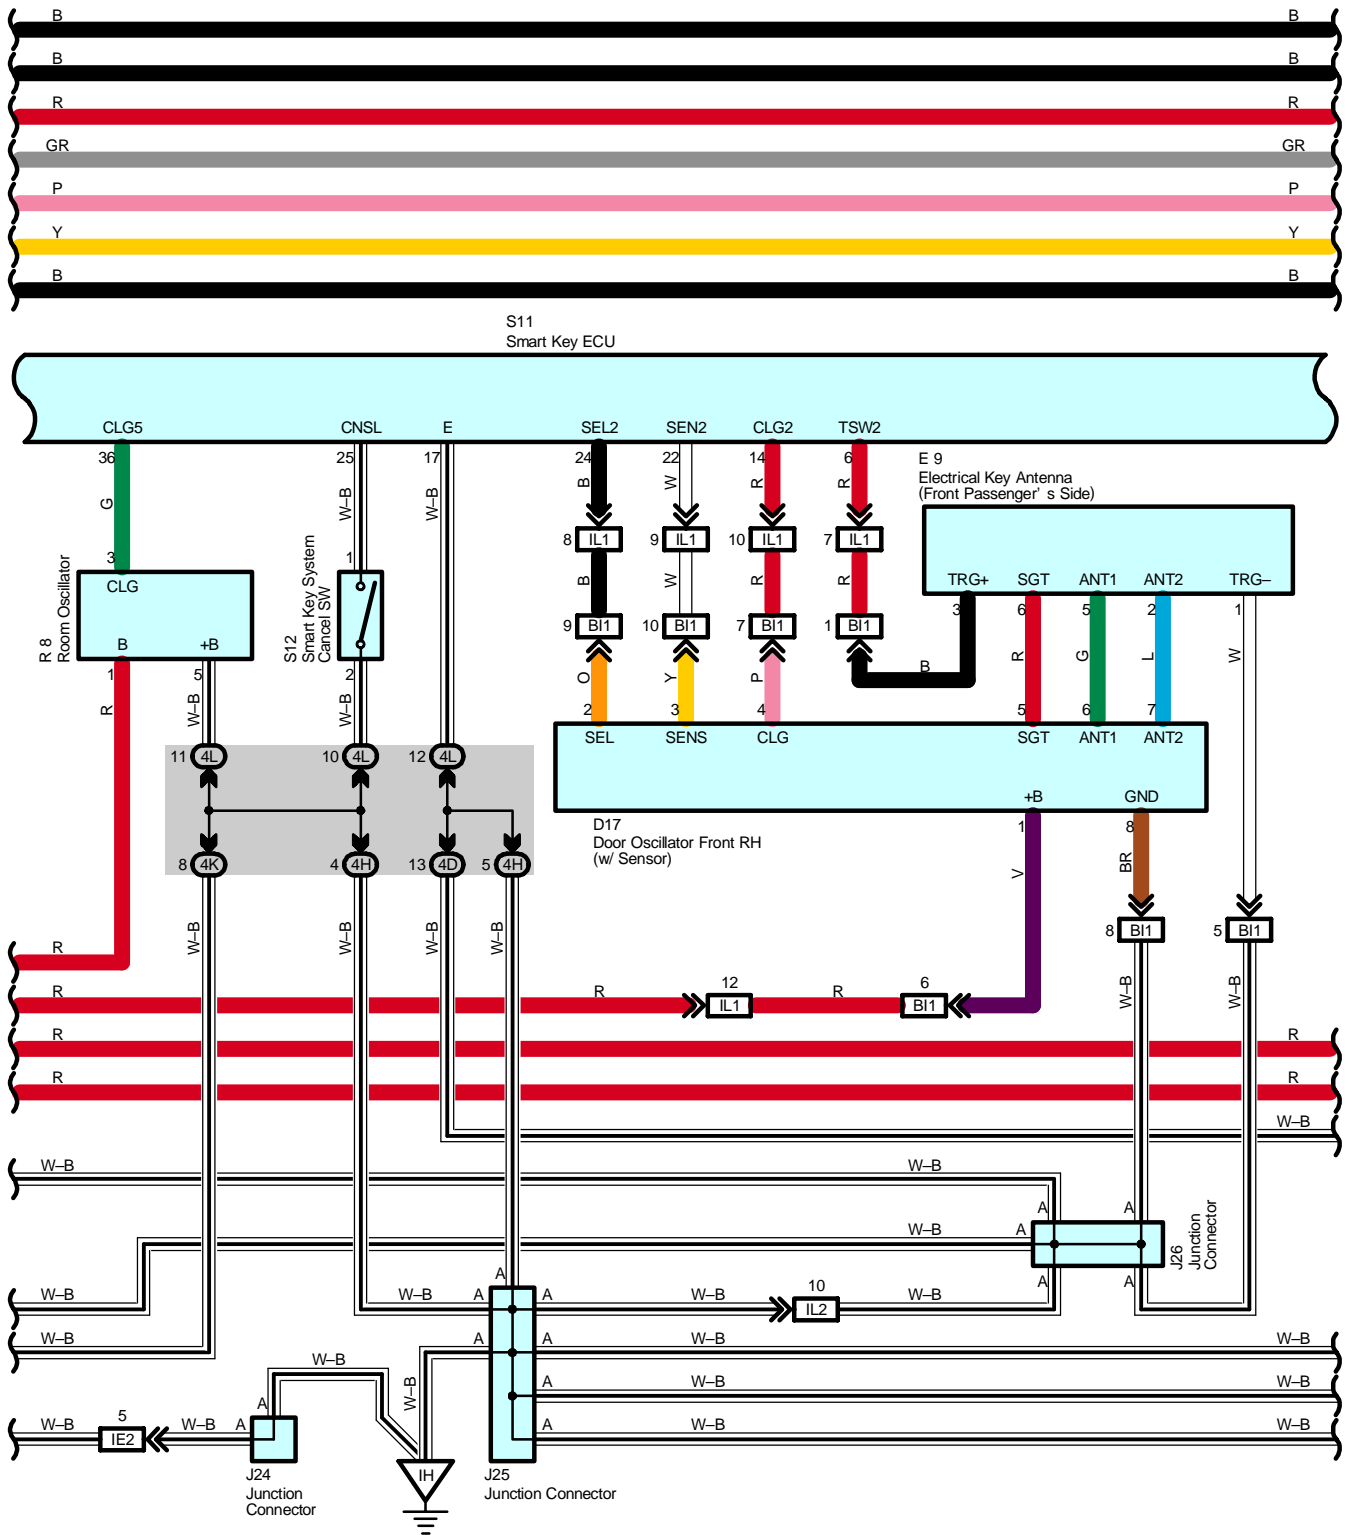 B B
B B
R R
GR GR
P P
Y Y
B B
S11
Smart Key ECU
CLG5 CNSL E SEL2 SEN2 CLG2 TSW2
36 25 17 24 22 14 6
G W–B W–B B W R R
E 9
Electrical Key Antenna
(Front Passenger' s Side)
8 IL1 9 IL1 10 IL1 7 IL1
3 1
CLG
R 8
Room Oscillator
S12
Smart Key System
Cancel SW
B W R R
TRG+ SGT ANT1 ANT2 TRG–
3 6 5 2 1
9 BI1 10 BI1 7 BI1 1 BI1
B +B
1 5 2
R W–B W–B
O Y P B R G L W
2 3 4 5 6 7
SEL SENS CLG SGT ANT1 ANT2
11 4L 10 4L 12 4L
+B GND
1 8
D17
Door Oscillator Front RH
(w/ Sensor)
8 4K 4 4H 13 4D 5 4H
V BR
W–B W–B W–B W–B
8 BI1 5 BI1
R
R R 12 IL1 R 6 BI1
W–B W–B
R R
R R
W–B
W–B W–B
A A
W–B A
J26
Junction
Connector
A A
W–B W–B A A A W–B 10 IL2 W–B
W–B A A W–B W–B
W–B W–B
A W–B
A
W–B 5 IE2 W–B A A W–B W–B
IH
J24
Junction
Connector
J25
Junction Connector